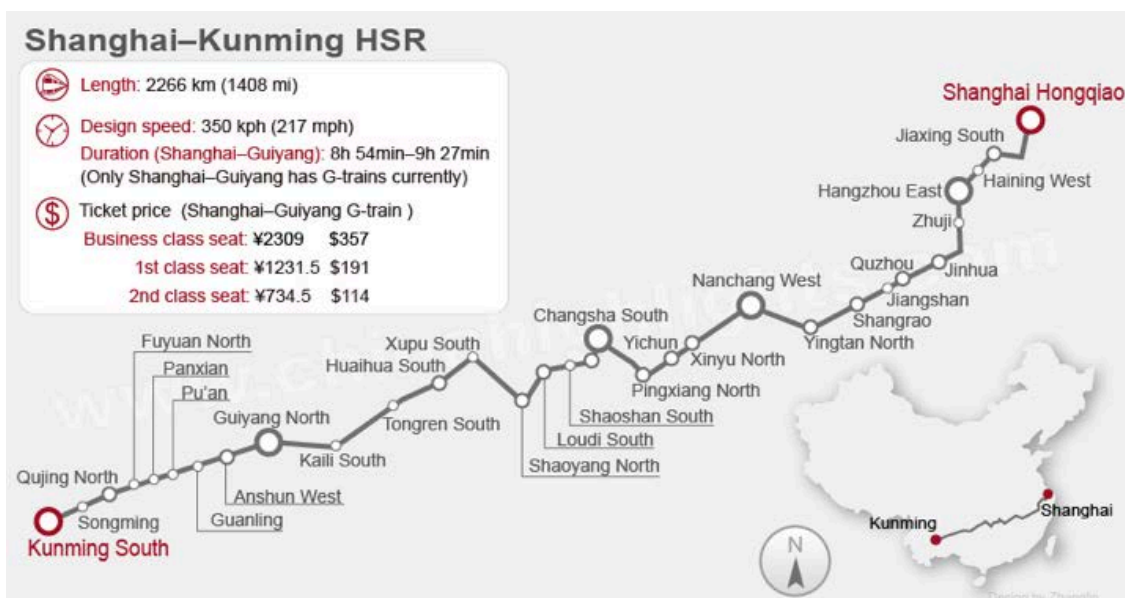 Shanghai–Kunming HSR
Length: 2266 km (1408 mi)
Design speed: 350 kph (217 mph)
Duration (Shanghai–Guiyang): 8h 54min–9h 27min
(Only Shanghai–Guiyang has G-trains currently)
$
Ticket price (Shanghai–Guiyang G-train )
Business class seat: ¥2309 $357
1st class seat: ¥1231.5 $191
2nd class seat: ¥734.5 $114
Shanghai Hongqiao
Jiaxing South
Haining West
Hangzhou East
Zhuji
Jinhua
Quzhou
Jiangshan
Shangrao
Yingtan North
Nanchang West
Xinyu North
Yichun
Pingxiang North
Changsha South
Shaoshan South
Loudi South
Shaoyang North
Xupu South
Huaihua South
Tongren South
Kaili South
Guiyang North
Anshun West
Guanling
Pu'an
Panxian
Fuyuan North
Qujing North
Songming
Kunming South
N
Kunming
Shanghai